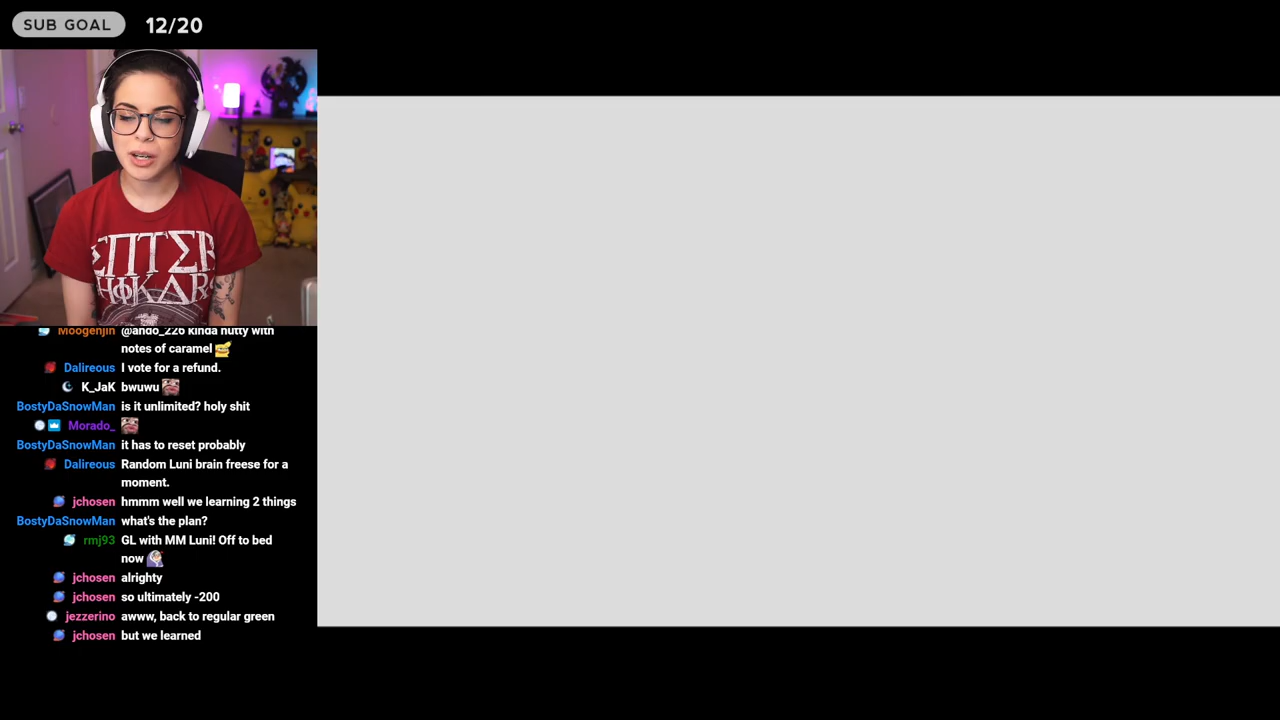 SUB GOAL 12/20
ΣΠTΣR
SHIKAR
Moogenjin @ando_226 kinda nutty with
notes of caramel
Dalireous I vote for a refund.
K_JaK bwuwu
BostyDaSnowMan is it unlimited? holy shit
Morado_
BostyDaSnowMan it has to reset probably
Dalireous Random Luni brain freese for a
moment.
jchosen hmmm well we learning 2 things
BostyDaSnowMan what's the plan?
rmj93 GL with MM Luni! Off to bed
now
jchosen alrighty
jchosen so ultimately -200
jezzerino awww, back to regular green
jchosen but we learned